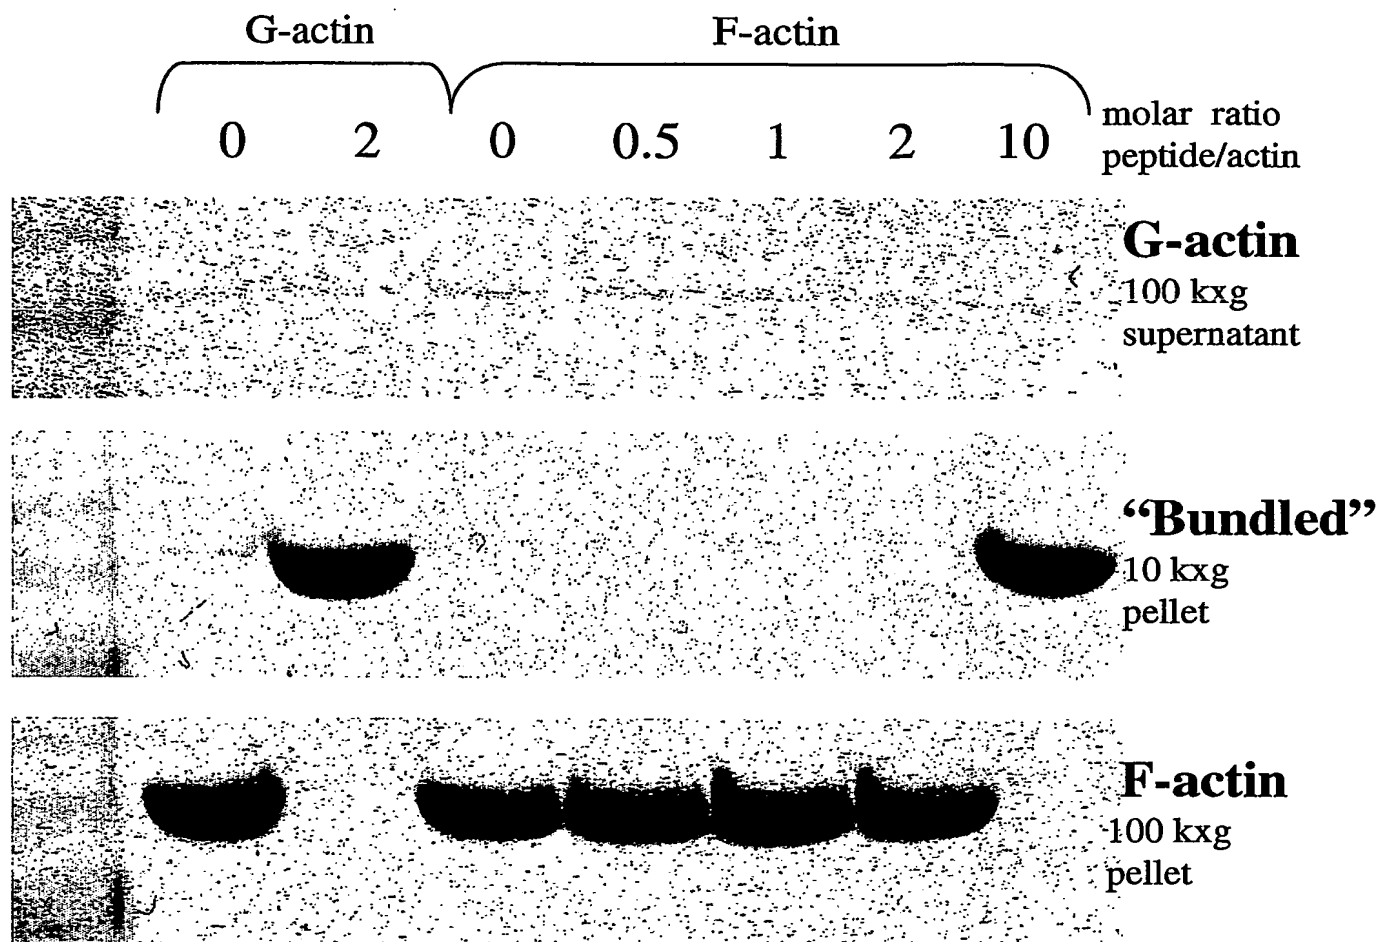 G-actin F-actin
0 2 0 0.5 1 2 10
molar ratio
peptide/actin
G-actin
100 kxg
supernatant
“Bundled”
10 kxg
pellet
F-actin
100 kxg
pellet